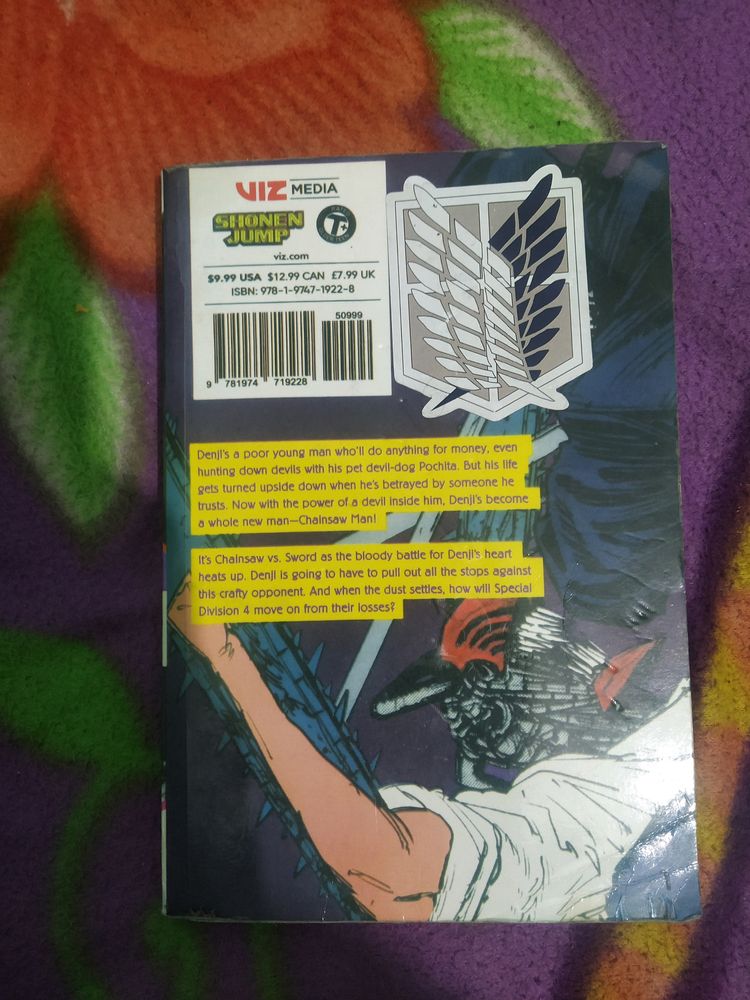 VIZ MEDIA
SHONEN
JUMP
T+
viz.com
$9.99 USA $12.99 CAN £7.99 UK
ISBN: 978-1-9747-1922-8
50999
9 781974 719228
Denji's a poor young man who'll do anything for money, even
hunting down devils with his pet devil-dog Pochita. But his life
gets turned upside down when he's betrayed by someone he
trusts. Now with the power of a devil inside him, Denji's become
a whole new man—Chainsaw Man!
It's Chainsaw vs. Sword as the bloody battle for Denji's heart
heats up. Denji is going to have to pull out all the stops against
this crafty opponent. And when the dust settles, how will Special
Division 4 move on from their losses?